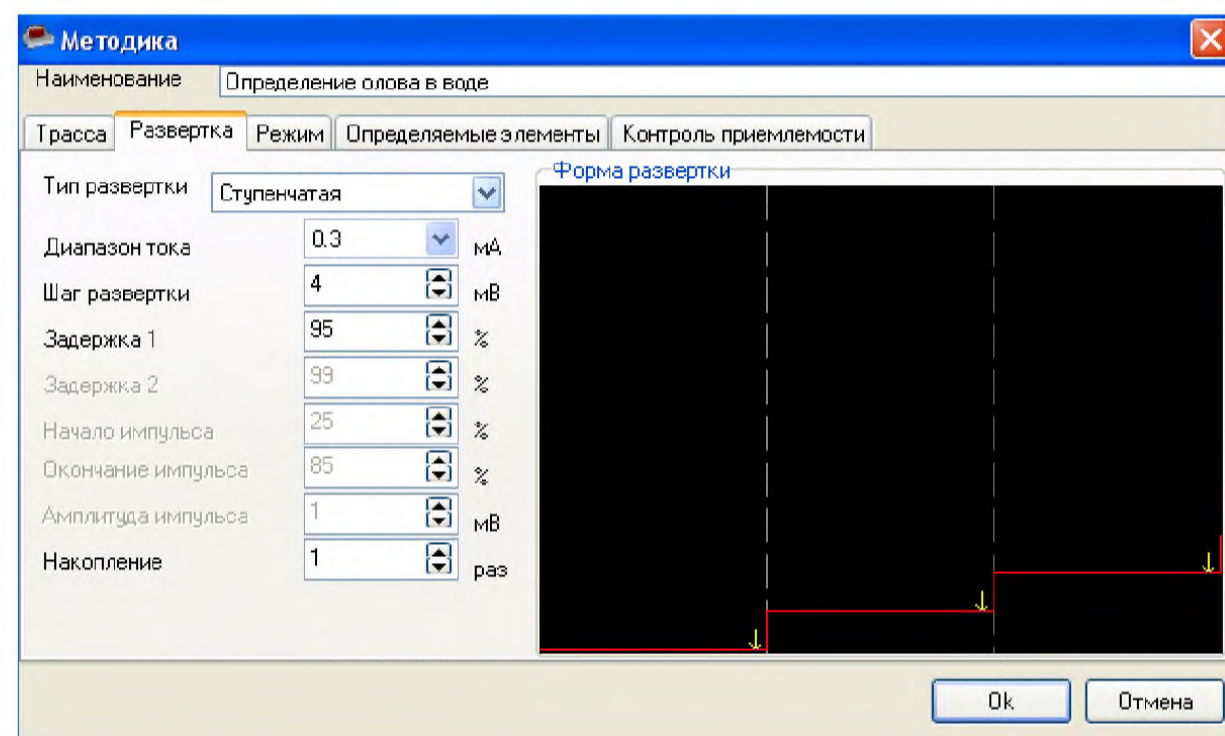 Методика
Наименование Определение олова в воде
Трасса Развертка Режим Определяемые элементы Контроль приемлемости
Тип развертки Ступенчатая
Форма развертки
Диапазон тока 0.3 мА
Шаг развертки 4 мВ
Задержка 1 95 %
Задержка 2 99 %
Начало импульса 25 %
Окончание импульса 85 %
Амплитуда импульса 1 мВ
Накопление 1 раз
Ok Отмена